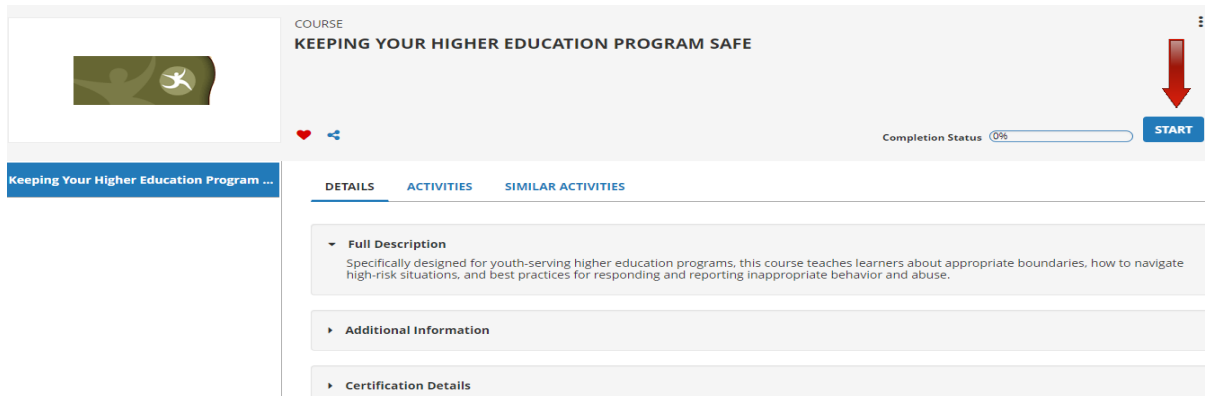 COURSE
KEEPING YOUR HIGHER EDUCATION PROGRAM SAFE
Completion Status 0%
START
Keeping Your Higher Education Program ...
DETAILS ACTIVITIES SIMILAR ACTIVITIES
Full Description
Specifically designed for youth-serving higher education programs, this course teaches learners about appropriate boundaries, how to navigate
high-risk situations, and best practices for responding and reporting inappropriate behavior and abuse.
Additional Information
Certification Details